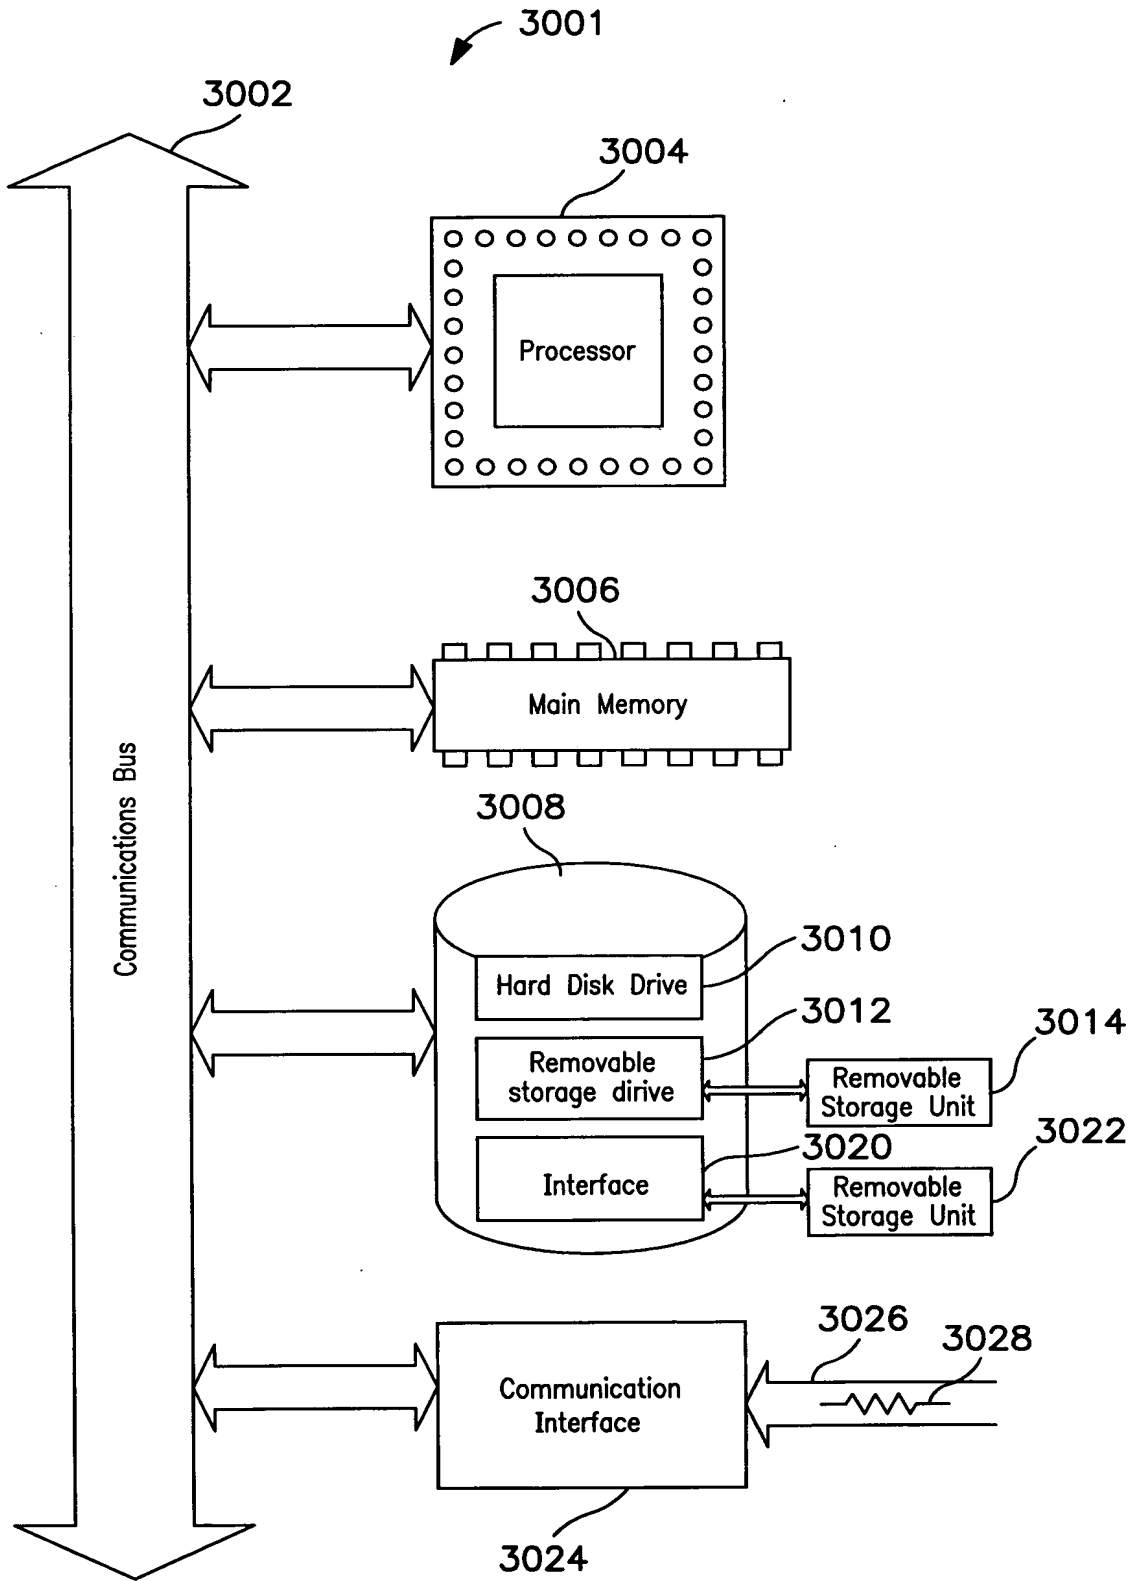 3001
3002
3004
Processor
3006
Main Memory
Communications Bus
3008
3010
Hard Disk Drive
3012
3014
Removable
storage dirive
Removable
Storage Unit
3020
3022
Interface
Removable
Storage Unit
3026
3028
Communication
Interface
3024